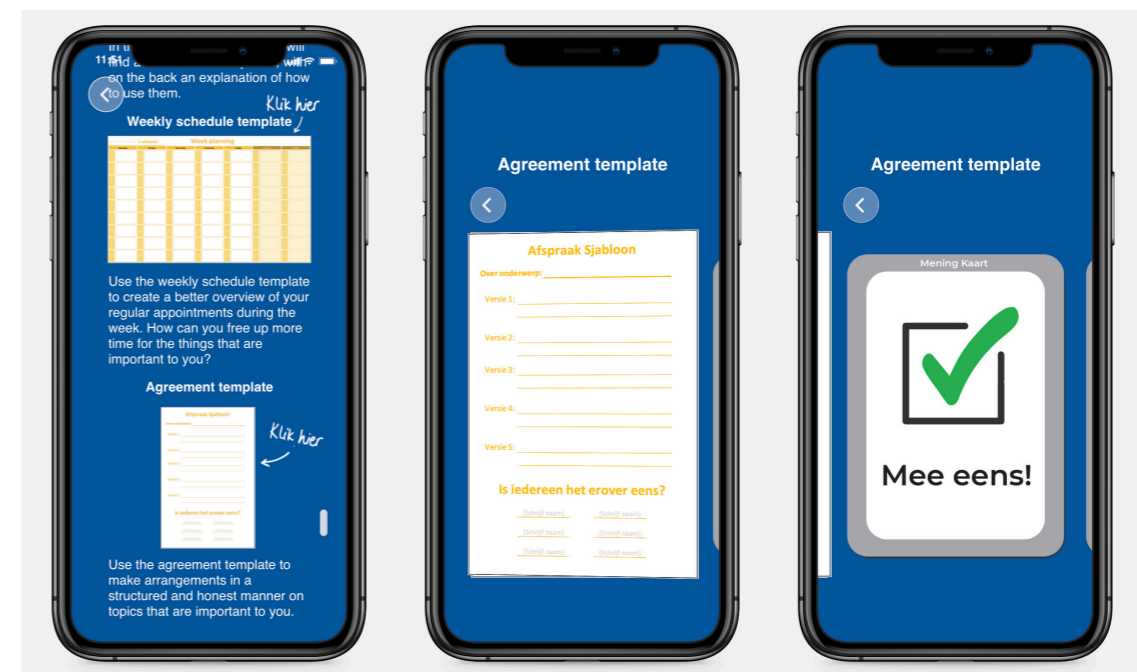 will
11:51
find
on the back an explanation of how
to use them.
Klik hier
Weekly schedule template
Week planning
Use the weekly schedule template
to create a better overview of your
regular appointments during the
week. How can you free up more
time for the things that are
important to you?
Agreement template
Afspraak Sjabloon
Klik hier
Is iedereen het erover eens?
Use the agreement template to
make arrangements in a
structured and honest manner on
topics that are important to you.
Agreement template
Afspraak Sjabloon
Over onderwerp:
Versie 1:
Versie 2:
Versie 3:
Versie 4:
Versie 5:
Is iedereen het erover eens?
[Schrijf naam] [Schrijf naam]
[Schrijf naam] [Schrijf naam]
[Schrijf naam] [Schrijf naam]
Agreement template
Mening Kaart
Mee eens!